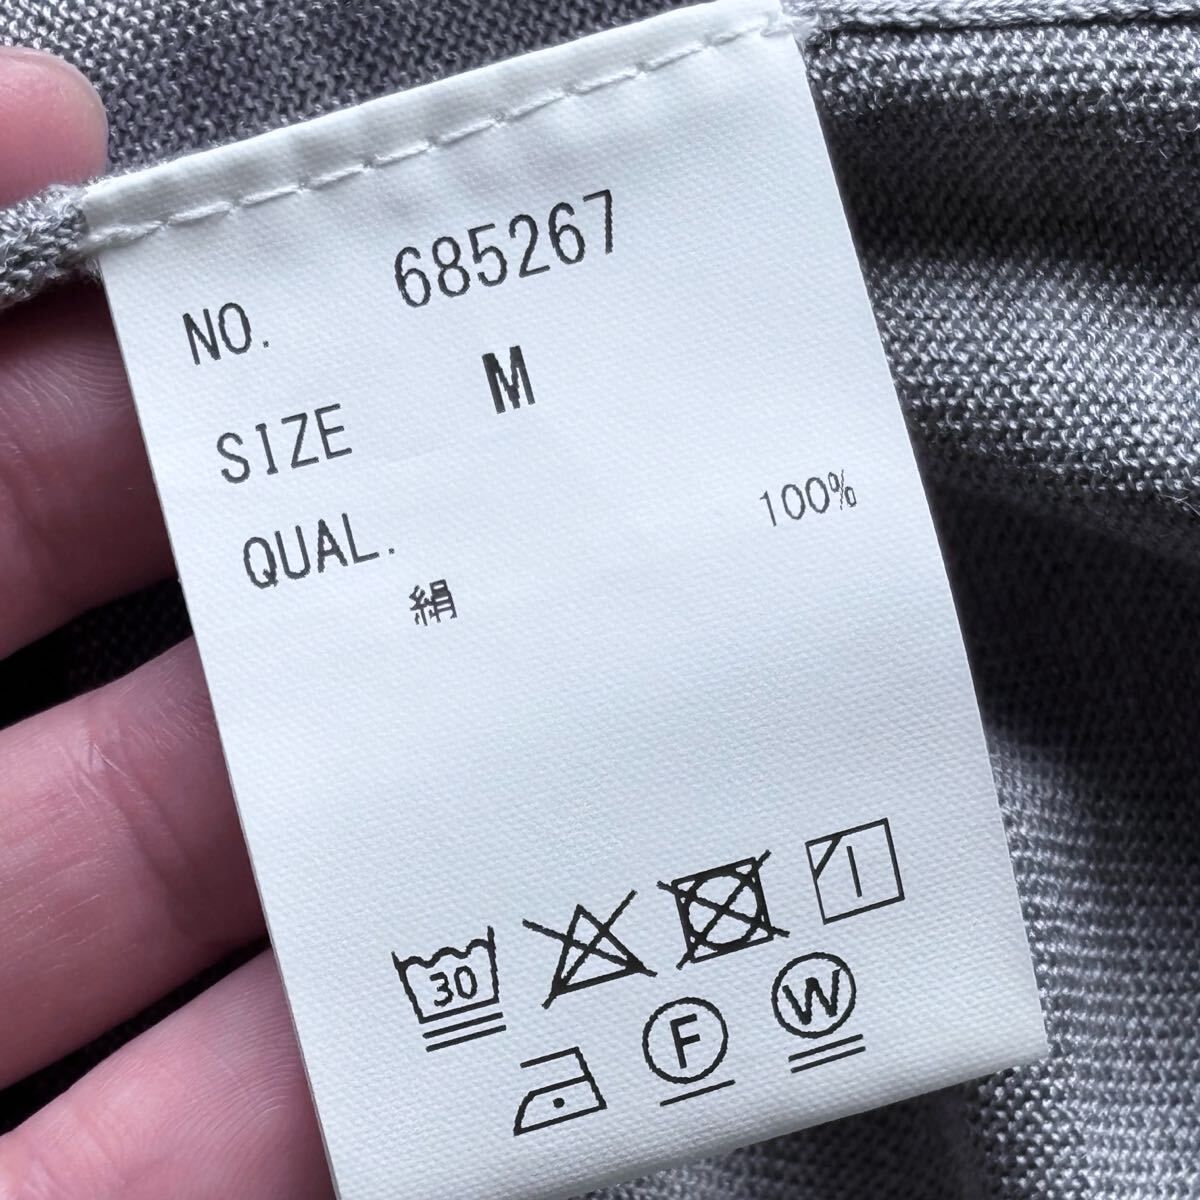 NO. 685267
SIZE M
QUAL.
絹 100%
30
F W